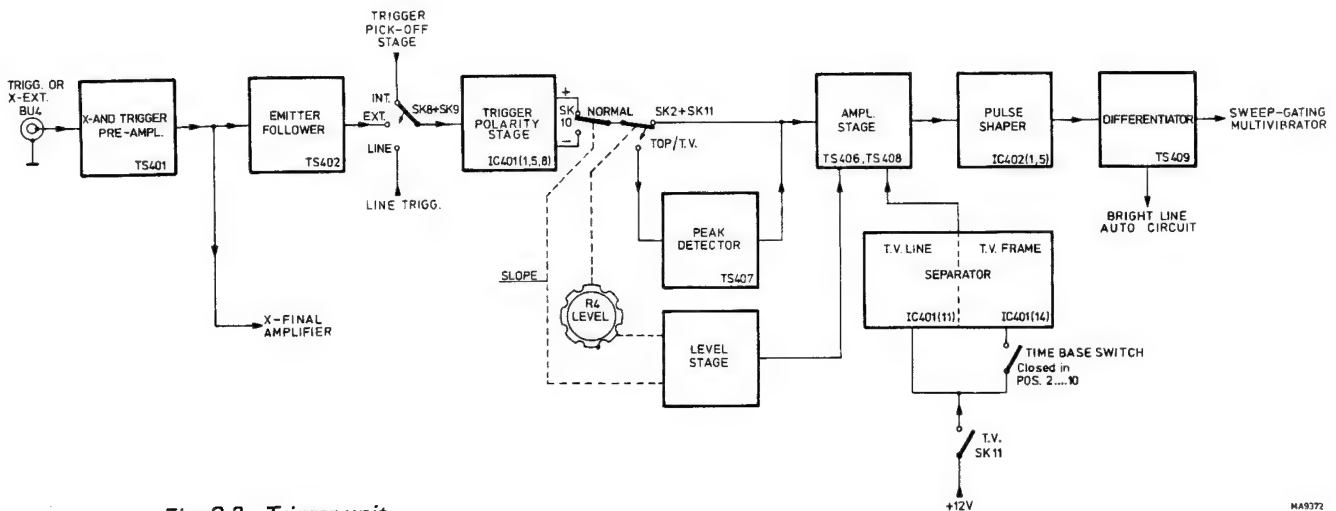 TRIGGER
PICK-OFF
STAGE
TRIGG. OR
X-EXT.
BU4
X-AND TRIGGER
PRE-AMPL.
TS401
EMITTER
FOLLOWER
TS402
INT.
EXT.
LINE
SK8+SK9
LINE TRIGG.
TRIGGER
POLARITY
STAGE
IC401(1,5,8)
+
SK
10
−
NORMAL
SK2+SK11
TOP/T.V.
AMPL.
STAGE
TS406,TS408
PULSE
SHAPER
IC402(1,5)
DIFFERENTIATOR
TS409
SWEEP-GATING
MULTIVIBRATOR
BRIGHT LINE
AUTO CIRCUIT
PEAK
DETECTOR
TS407
SLOPE
R4
LEVEL
LEVEL
STAGE
X-FINAL
AMPLIFIER
T.V. LINE
T.V. FRAME
SEPARATOR
IC401(11)
IC401(14)
TIME BASE SWITCH
Closed in
POS. 2....10
T.V.
SK11
+12V
MA9372